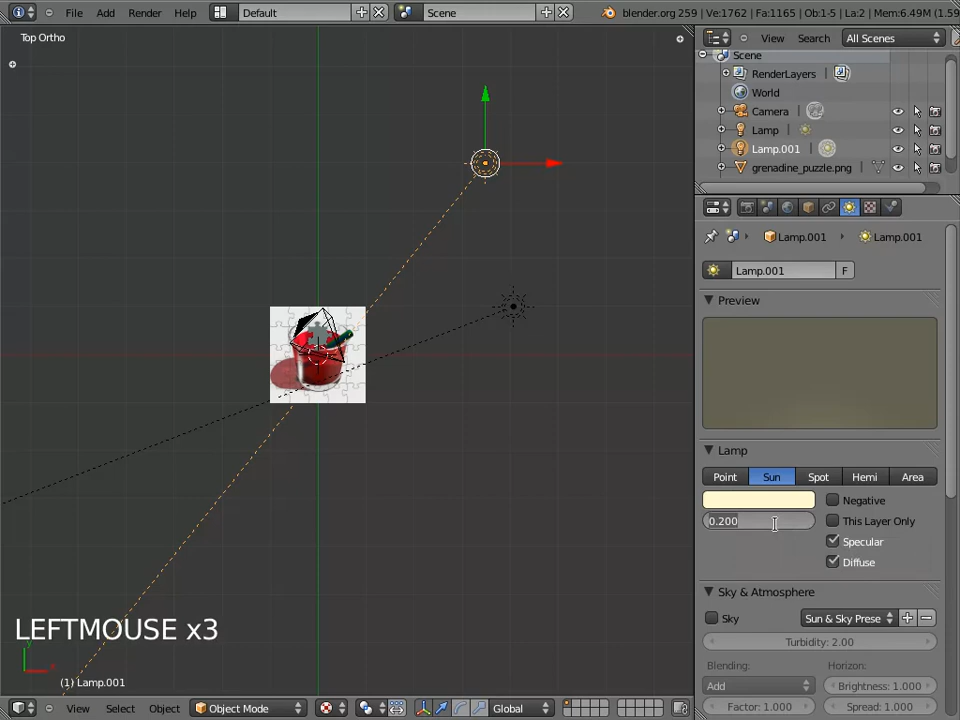 File Add Render Help Default Scene blender.org 259 | Ve:1762 | Fa:1165 | Ob:1-5 | La:2 | Mem:6.49M (1.59
Top Ortho
View Search All Scenes
Scene
RenderLayers
World
Camera
Lamp
Lamp.001
grenadine_puzzle.png
Lamp.001 Lamp.001
Lamp.001 F
Preview
Lamp
Point Sun Spot Hemi Area
Negative
0.200 This Layer Only
Specular
Diffuse
Sky & Atmosphere
Sky Sun & Sky Prese
Turbidity: 2.00
Blending: Horizon:
Add Brightness: 1.000
Factor: 1.000 Spread: 1.000
LEFTMOUSE x3
(1) Lamp.001
View Select Object Object Mode Global